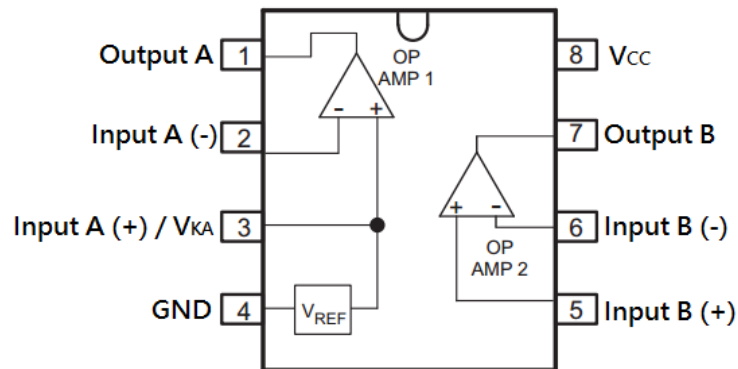 Output A 1
OP
AMP 1
8 VCC
- +
Input A (-) 2
7 Output B
+ -
Input A (+) / VKA 3
6 Input B (-)
OP
AMP 2
GND 4
VREF
5 Input B (+)